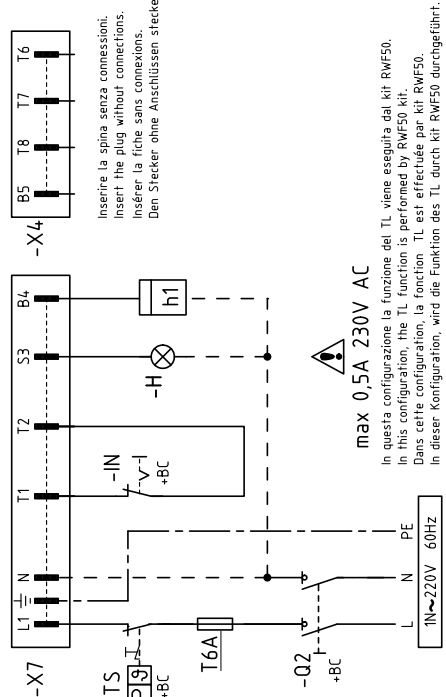 -X4
B5 T8 T7 T6
Inserire la spina senza connessioni.
Insert the plug without connections.
Insérer la fiche sans connexions.
Den Stecker ohne Anschlüssen stecke
-X7
L1 N T1 T2 S3 B4
h1
-H
-IN
+BC
TS
P
+BC
T6A
-Q2
+BC
L N PE
1N~220V 60Hz
max 0,5A 230V AC
In questa configurazione la funzione del TL viene eseguita dal kit RWF50.
In this configuration, the TL function is performed by RWF50 kit.
Dans cette configuration, la fonction TL est effectuée par kit RWF50.
In dieser Konfiguration, wird die Funktion des TL durch kit RWF50 durchgeführt.